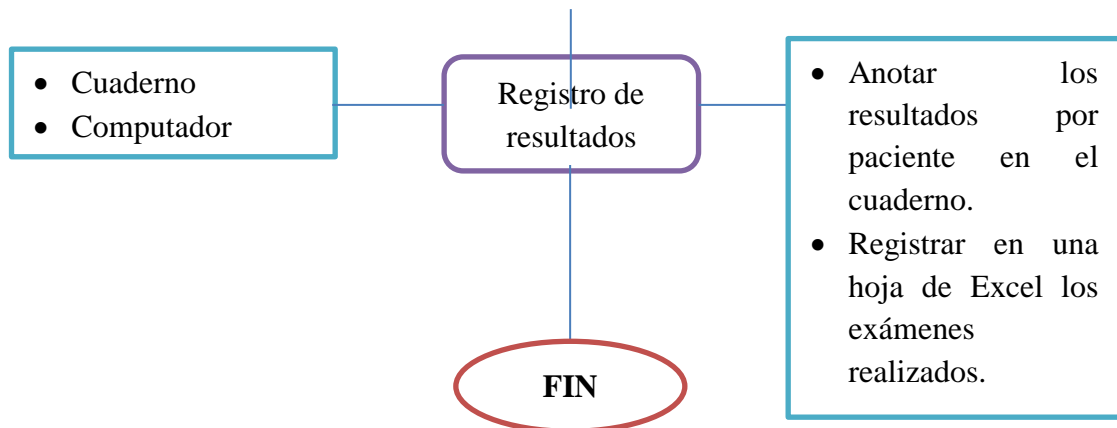 • Cuaderno
• Computador
Registro de
resultados
• Anotar los
resultados por
paciente en el
cuaderno.
• Registrar en una
hoja de Excel los
exámenes
realizados.
FIN